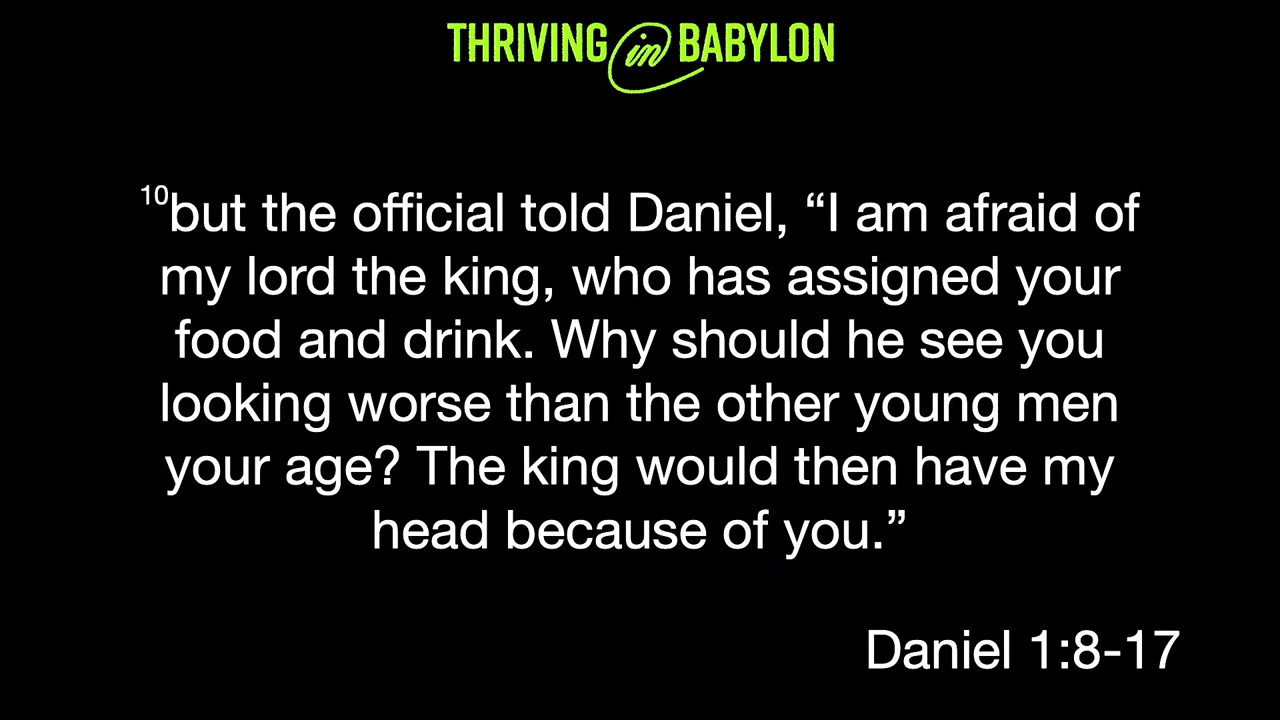 THRIVING in BABYLON
10but the official told Daniel, “I am afraid of
my lord the king, who has assigned your
food and drink. Why should he see you
looking worse than the other young men
your age? The king would then have my
head because of you.”
Daniel 1:8-17